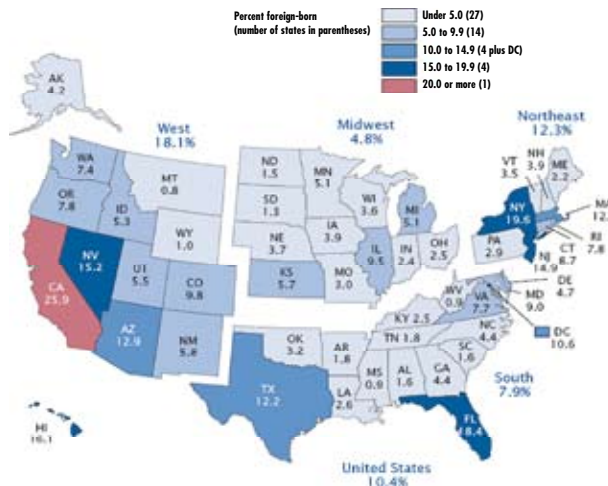 Percent foreign-born
(number of states in parentheses)
Under 5.0 (27)
5.0 to 9.9 (14)
10.0 to 14.9 (4 plus DC)
15.0 to 19.9 (4)
20.0 or more (1)
AK
4.2
West
18.1%
Midwest
4.8%
Northeast
12.3%
WA
7.4
OR
7.8
ID
5.3
MT
0.8
WY
1.0
NV
15.2
UT
5.5
CO
9.8
CA
25.9
AZ
12.9
NM
ND
1.5
SD
1.3
NE
3.7
KS
5.7
MN
5.1
IA
3.9
MO
3.0
WI
3.6
IL
9.5
MI
5.1
IN
2.4
OH
2.5
VT
3.5
NH
3.9
ME
2.2
NY
19.6
MA
12.
RI
7.8
CT
8.7
NJ
14.9
PA
2.9
DE
4.7
MD
9.0
DC
10.6
WV
0.9
VA
7.7
KY 2.5
TN 1.8
NC
4.4
SC
1.6
OK
3.2
AR
1.8
TX
12.2
LA
2.6
MS
0.9
AL
1.6
GA
4.4
FL
18.4
South
7.9%
HI
16.1
United States
10.4%